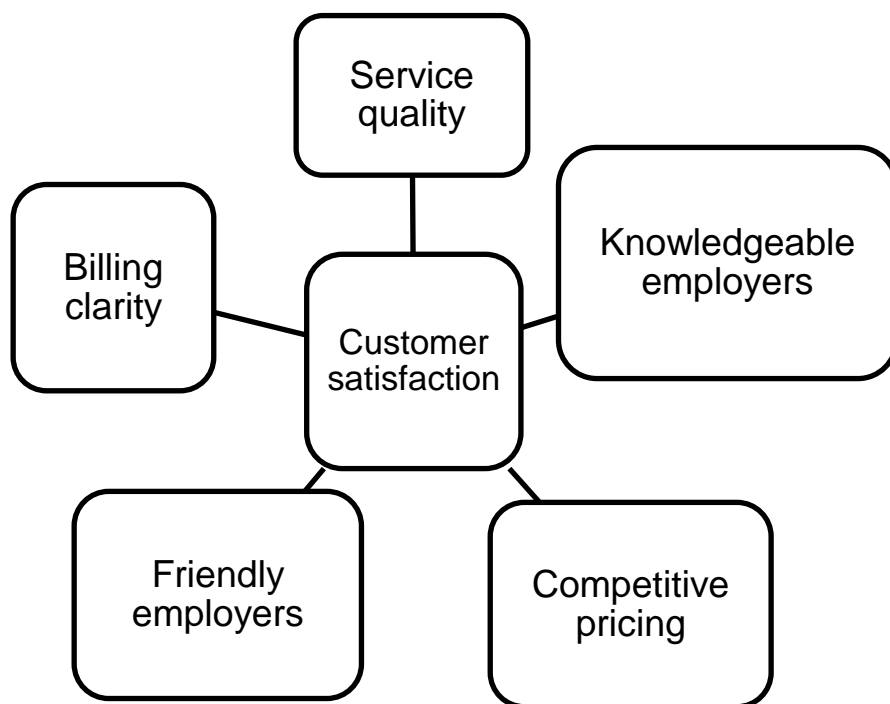 Service
quality
Knowledgeable
employers
Billing
clarity
Customer
satisfaction
Friendly
employers
Competitive
pricing